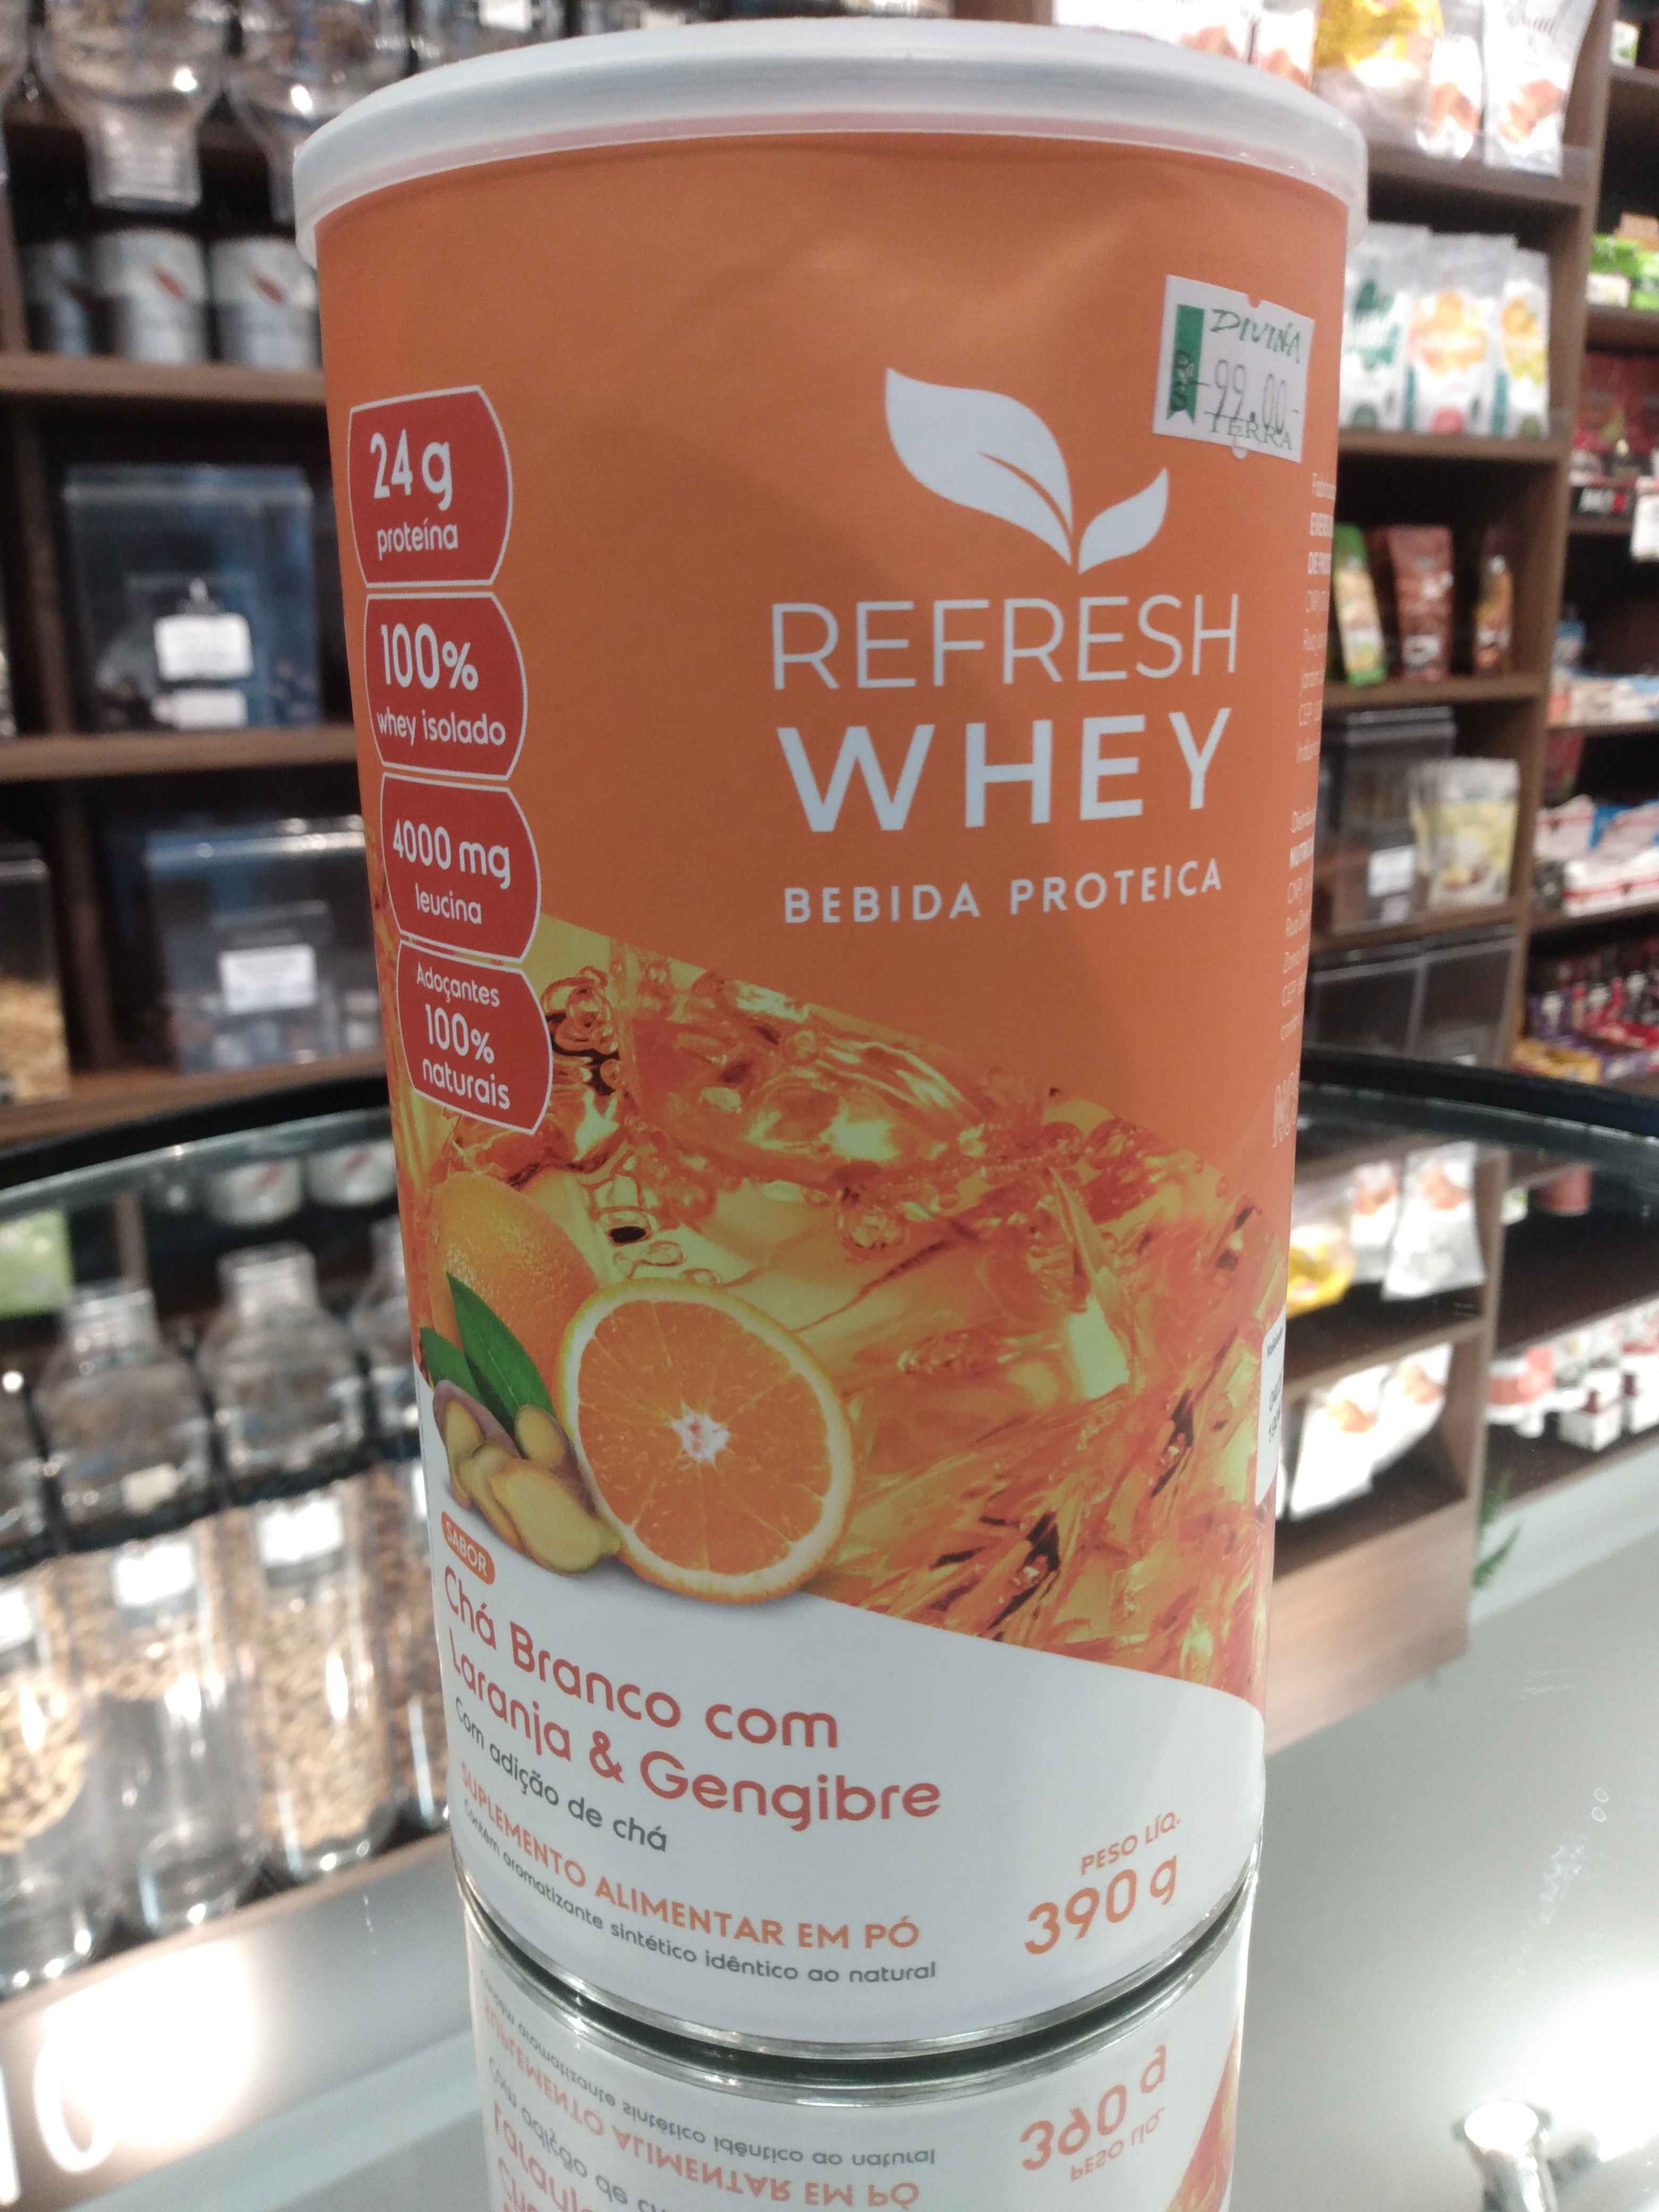 DIVINA
99.00
TERRA
24 g
proteína
100%
whey isolado
4000 mg
leucina
Adoçantes
100%
naturais
REFRESH
WHEY
BEBIDA PROTEICA
SABOR
Chá Branco com
Laranja & Gengibre
Com adição de chá
SUPLEMENTO ALIMENTAR EM PÓ
Contém aromatizante sintético idêntico ao natural
PESO LÍQ.
390 g